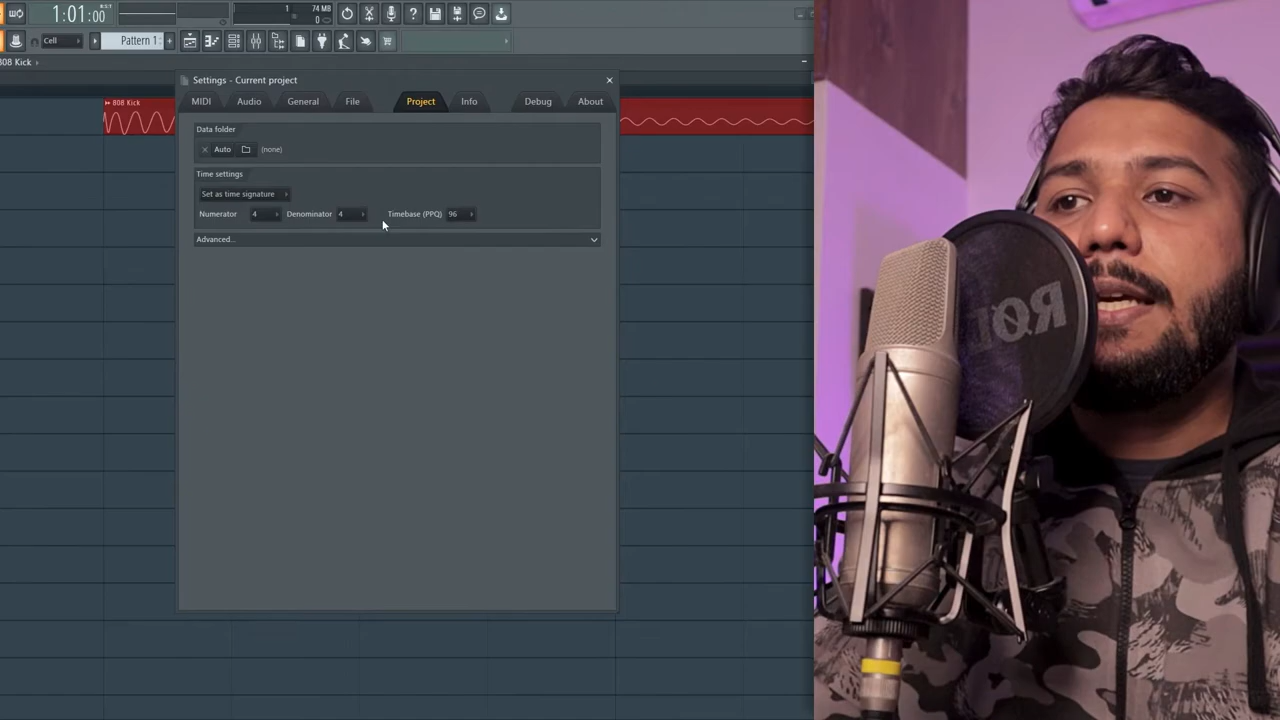 1:01:00
1
74 MB
0
Cell
Pattern 1
808 Kick
Settings - Current project
MIDI Audio General File Project Info Debug About
808 Kick
Data folder
Auto (none)
Time settings
Set as time signature
Numerator 4 Denominator 4 Timebase (PPQ) 96
Advanced...